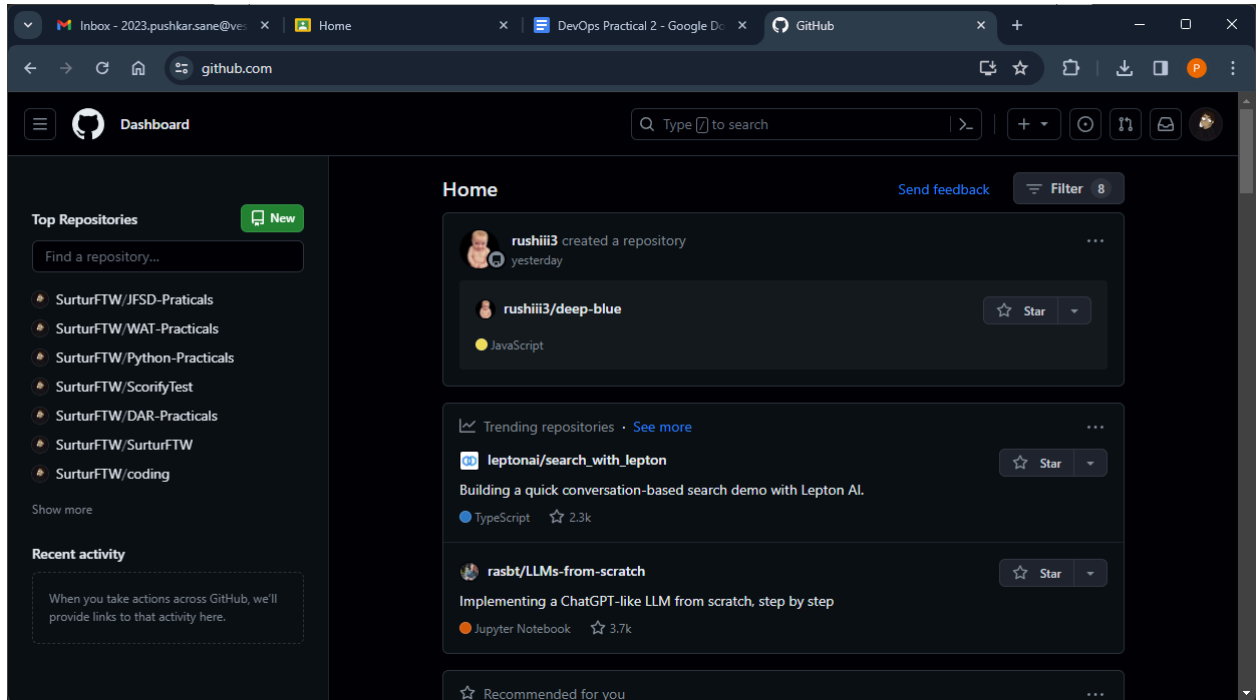 Inbox - 2023.pushkar.sane@ves
Home
DevOps Practical 2 - Google Do
GitHub
github.com
P
Dashboard
Type / to search
Home
Send feedback
Filter 8
Top Repositories
New
Find a repository...
SurturFTW/JFSD-Praticals
SurturFTW/WAT-Practicals
SurturFTW/Python-Practicals
SurturFTW/ScorifyTest
SurturFTW/DAR-Practicals
SurturFTW/SurturFTW
SurturFTW/coding
Show more
Recent activity
When you take actions across GitHub, we'll
provide links to that activity here.
rushiii3 created a repository
yesterday
rushiii3/deep-blue
Star
JavaScript
Trending repositories · See more
leptonai/search_with_lepton
Star
Building a quick conversation-based search demo with Lepton AI.
TypeScript 2.3k
rasbt/LLMs-from-scratch
Star
Implementing a ChatGPT-like LLM from scratch, step by step
Jupyter Notebook 3.7k
Recommended for you